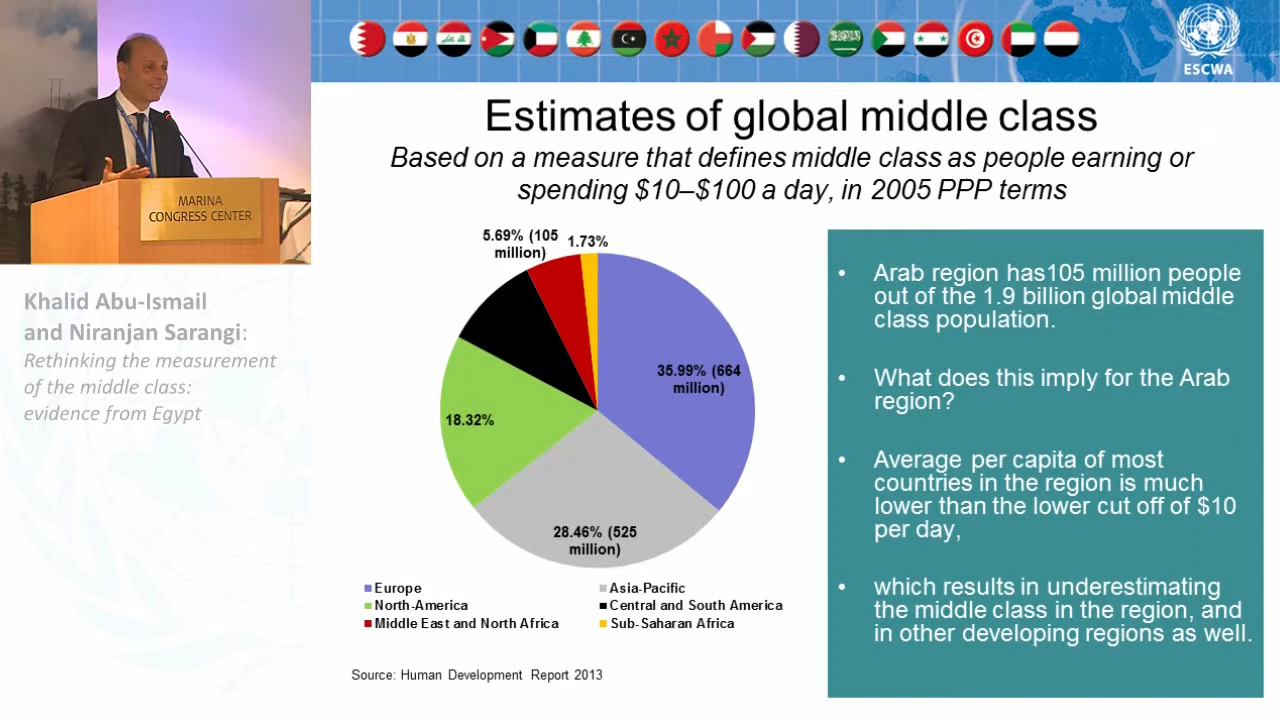 ESCWA
MARINA
CONGRESS CENTER
Khalid Abu-Ismail
and Niranjan Sarangi:
Rethinking the measurement
of the middle class:
evidence from Egypt
Estimates of global middle class
Based on a measure that defines middle class as people earning or
spending $10–$100 a day, in 2005 PPP terms
5.69% (105
million)
1.73%
35.99% (664
million)
18.32%
28.46% (525
million)
Europe
Asia-Pacific
North-America
Central and South America
Middle East and North Africa
Sub-Saharan Africa
Source: Human Development Report 2013
• Arab region has105 million people
out of the 1.9 billion global middle
class population.
• What does this imply for the Arab
region?
• Average per capita of most
countries in the region is much
lower than the lower cut off of $10
per day,
• which results in underestimating
the middle class in the region, and
in other developing regions as well.